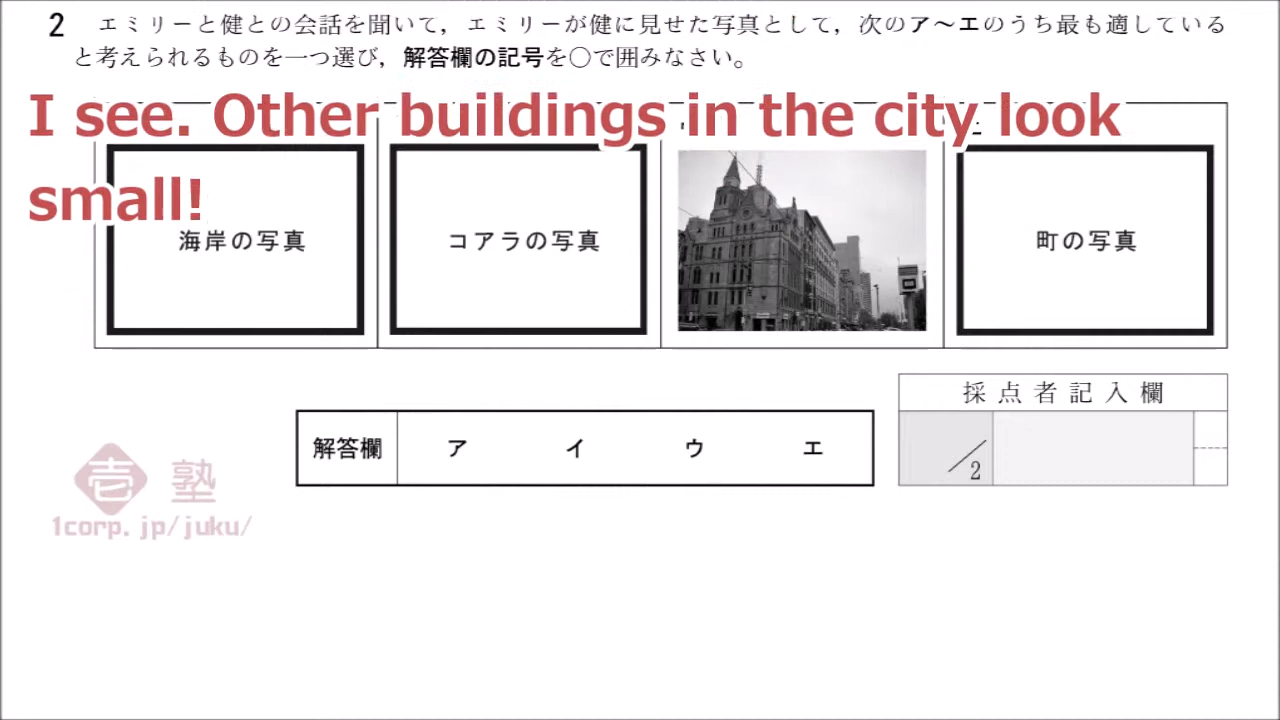 2 エミリーと健との会話を聞いて，エミリーが健に見せた写真として，次のア〜エのうち最も適している
と考えられるものを一つ選び，解答欄の記号を○で囲みなさい。
I see. Other buildings in the city look
small!
海岸の写真
コアラの写真
町の写真
採点者記入欄
解答欄 ア イ ウ エ
／2
壱塾
1corp.jp/juku/